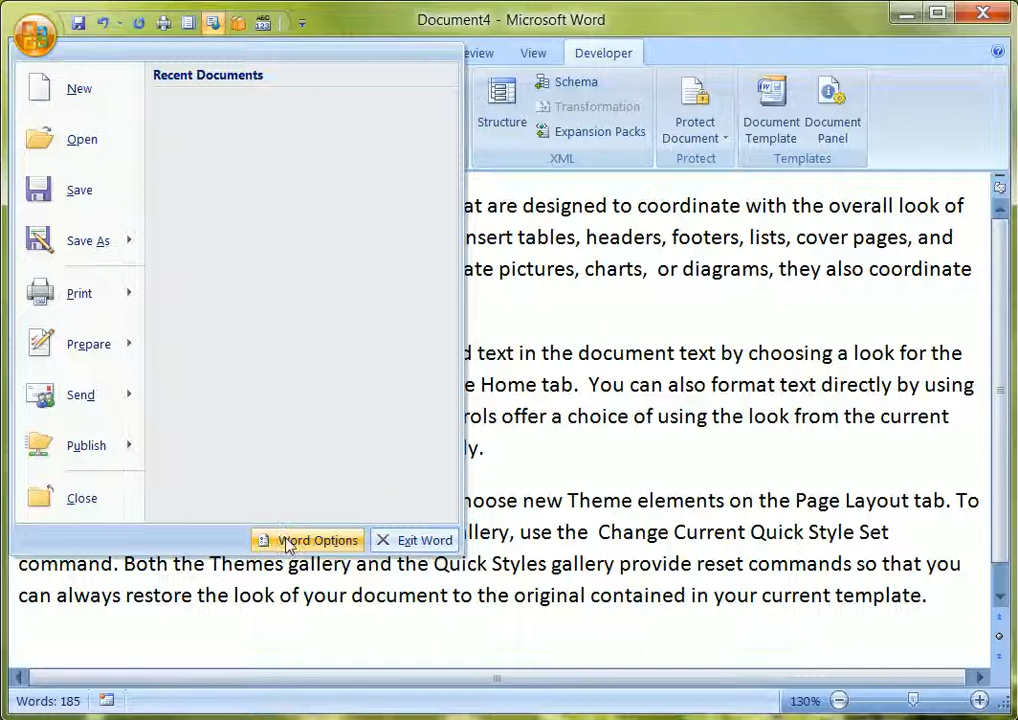 ABC
123
Document4 - Microsoft Word
View
Developer
Recent Documents
New
Open
Save
Save As
Print
Prepare
Send
Publish
Close
Word Options
Exit Word
Structure
Schema
Transformation
Expansion Packs
XML
Protect
Document
Protect
Document
Template
Document
Panel
Templates
at are designed to coordinate with the overall look of
nsert tables, headers, footers, lists, cover pages, and
ate pictures, charts, or diagrams, they also coordinate
d text in the document text by choosing a look for the
e Home tab. You can also format text directly by using
rols offer a choice of using the look from the current
ly.
hoose new Theme elements on the Page Layout tab. To
allery, use the Change Current Quick Style Set
command. Both the Themes gallery and the Quick Styles gallery provide reset commands so that you
can always restore the look of your document to the original contained in your current template.
Words: 185
130%